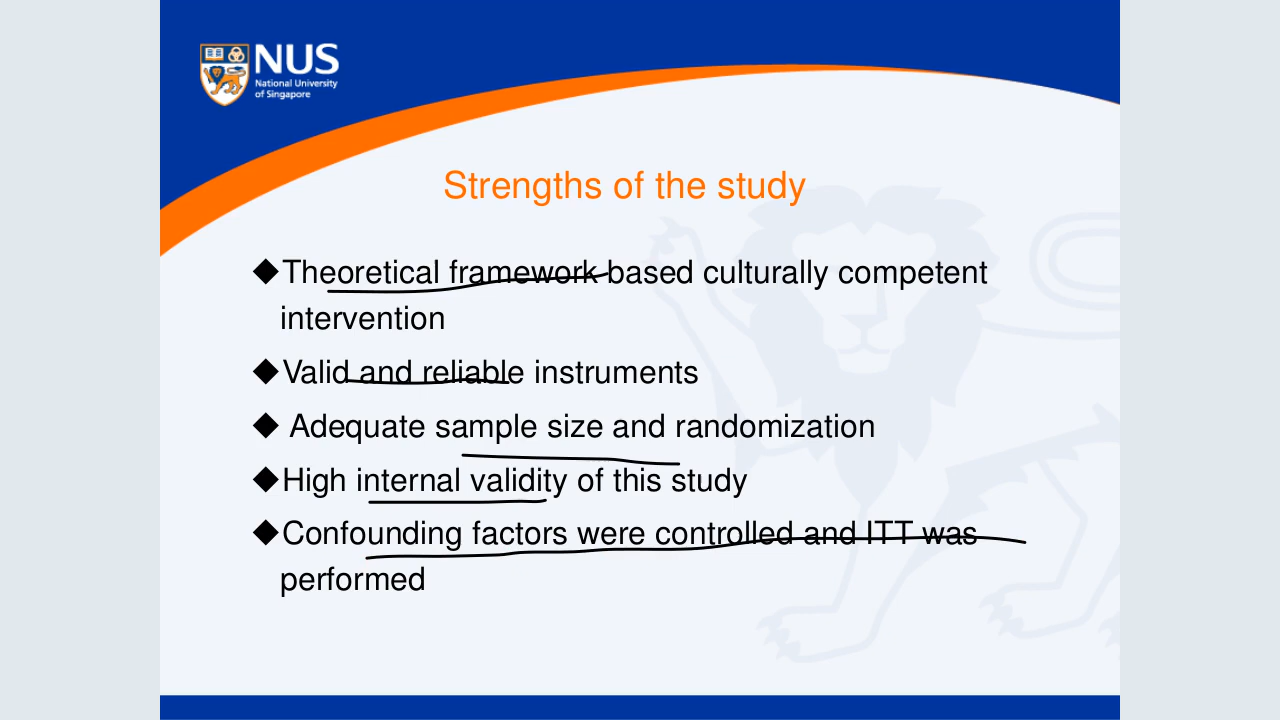 NUS
National University
of Singapore
Strengths of the study
◆Theoretical framework based culturally competent
intervention
◆Valid and reliable instruments
◆ Adequate sample size and randomization
◆High internal validity of this study
◆Confounding factors were controlled and ITT was
performed